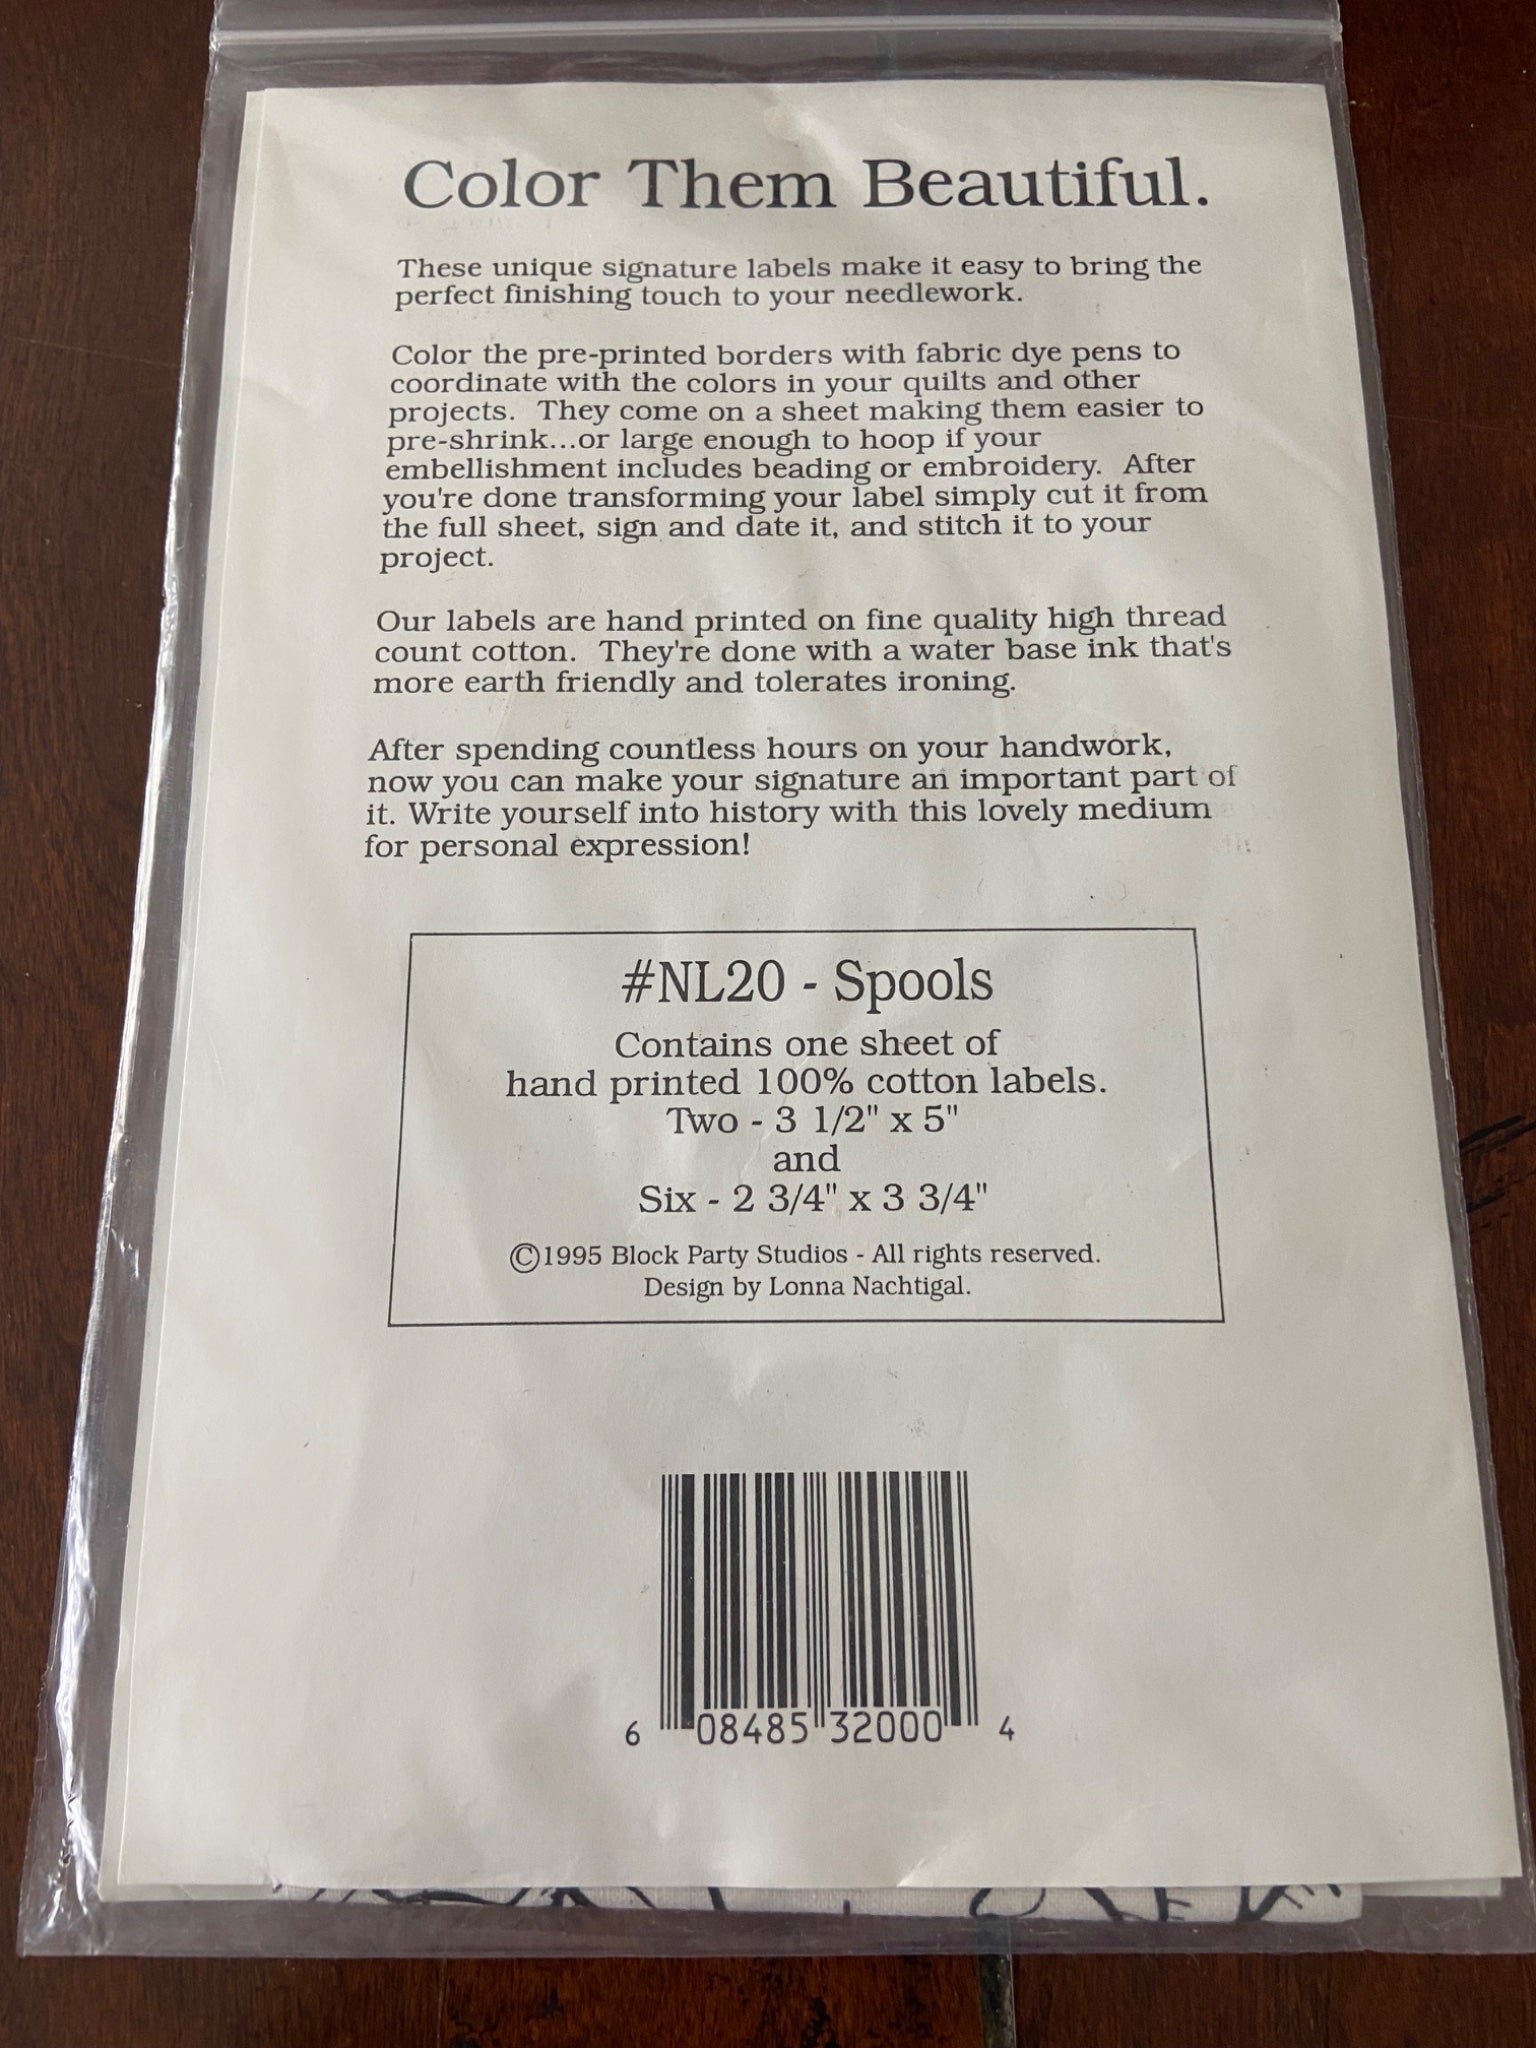 Color Them Beautiful.
These unique signature labels make it easy to bring the
perfect finishing touch to your needlework.
Color the pre-printed borders with fabric dye pens to
coordinate with the colors in your quilts and other
projects. They come on a sheet making them easier to
pre-shrink...or large enough to hoop if your
embellishment includes beading or embroidery. After
you're done transforming your label simply cut it from
the full sheet, sign and date it, and stitch it to your
project.
Our labels are hand printed on fine quality high thread
count cotton. They're done with a water base ink that's
more earth friendly and tolerates ironing.
After spending countless hours on your handwork,
now you can make your signature an important part of
it. Write yourself into history with this lovely medium
for personal expression!
#NL20 - Spools
Contains one sheet of
hand printed 100% cotton labels.
Two - 3 1/2" x 5"
and
Six - 2 3/4" x 3 3/4"
©1995 Block Party Studios - All rights reserved.
Design by Lonna Nachtigal.
6 08485 32000 4